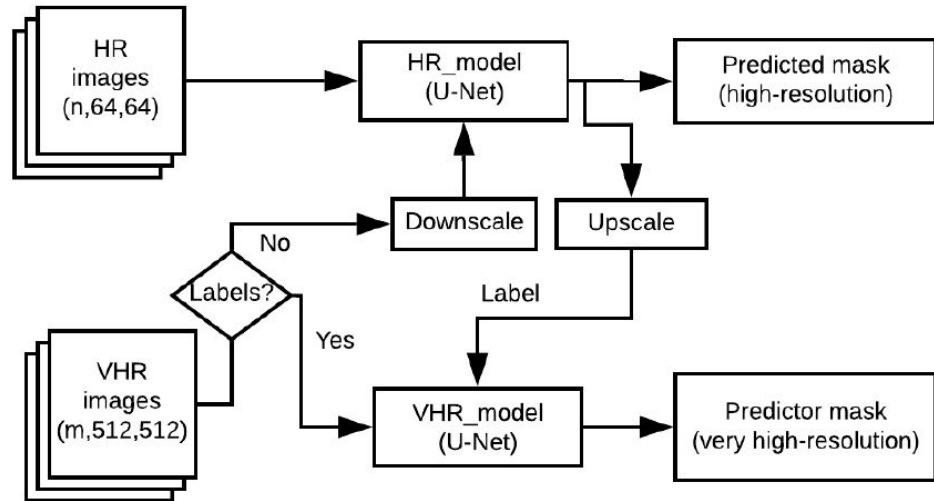 HR
images
(n,64,64)
HR_model
(U-Net)
Predicted mask
(high-resolution)
Downscale
Upscale
No
Labels?
Label
Yes
VHR
images
(m,512,512)
VHR_model
(U-Net)
Predictor mask
(very high-resolution)